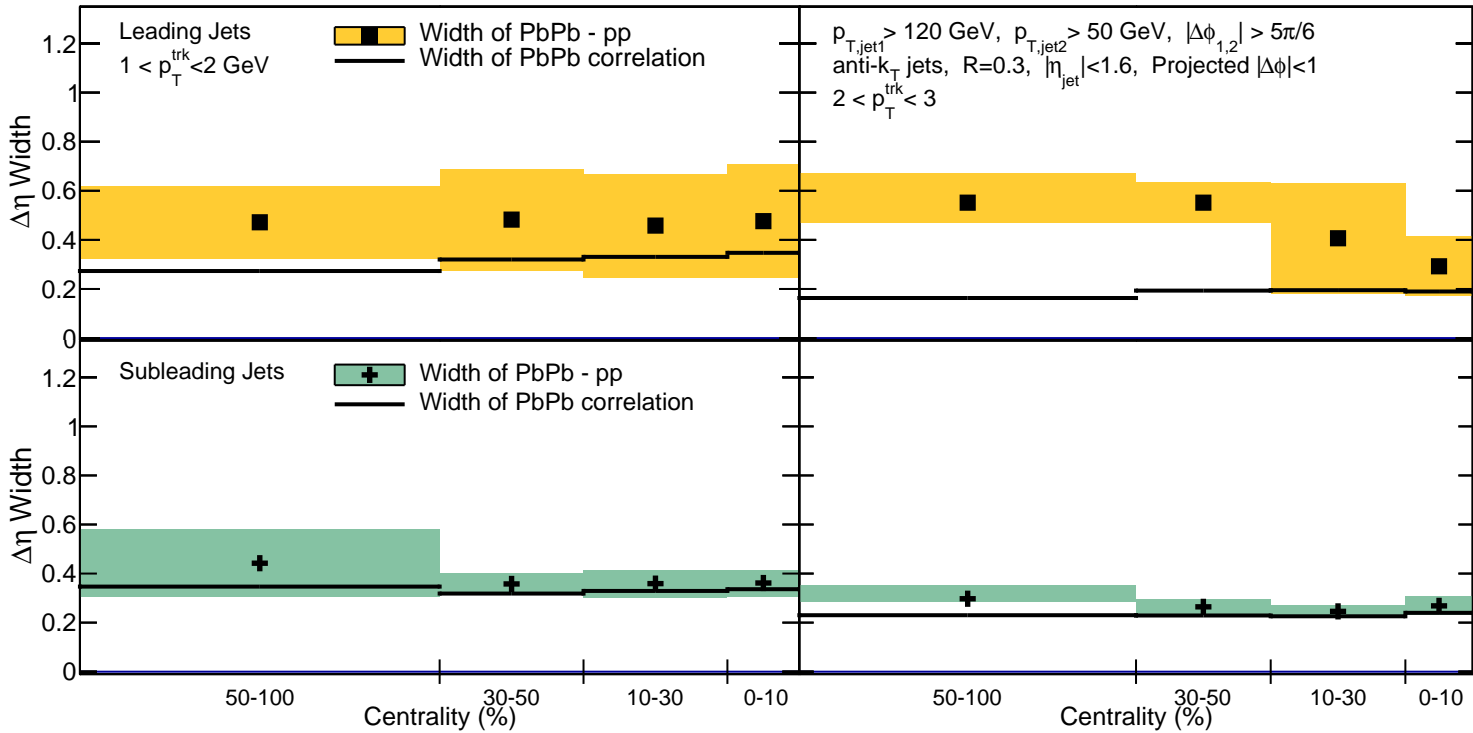 Leading Jets
1 < p_T^trk <2 GeV
Width of PbPb - pp
Width of PbPb correlation
p_T,jet1 > 120 GeV, p_T,jet2 > 50 GeV, |Δϕ_1,2| > 5π/6
anti-k_T jets, R=0.3, |η_jet|<1.6, Projected |Δϕ|<1
2 < p_T^trk < 3
Δη Width
1.2
1
0.8
0.6
0.4
0.2
0
Subleading Jets
Width of PbPb - pp
Width of PbPb correlation
Δη Width
1.2
1
0.8
0.6
0.4
0.2
0
50-100
30-50
10-30
0-10
Centrality (%)
50-100
30-50
10-30
0-10
Centrality (%)